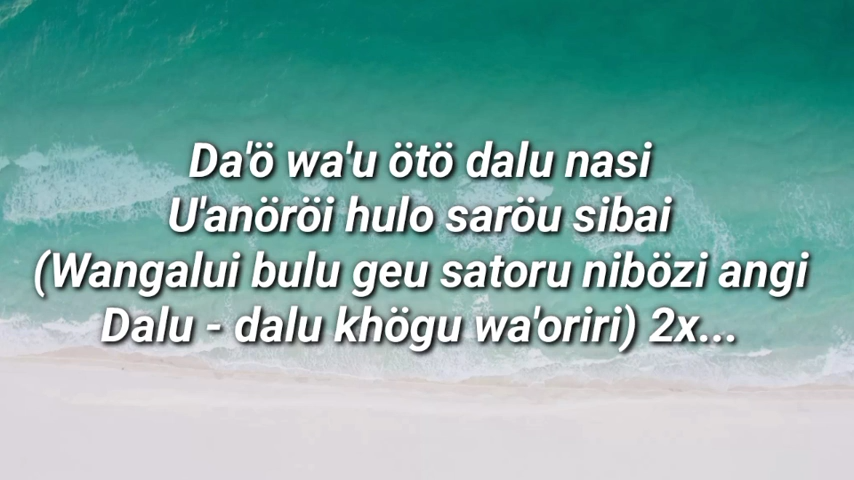 Da'ö wa'u ötö dalu nasi
U'anöröi hulo saröu sibai
(Wangalui bulu geu satoru nibözi angi
Dalu - dalu khögu wa'oriri) 2x...